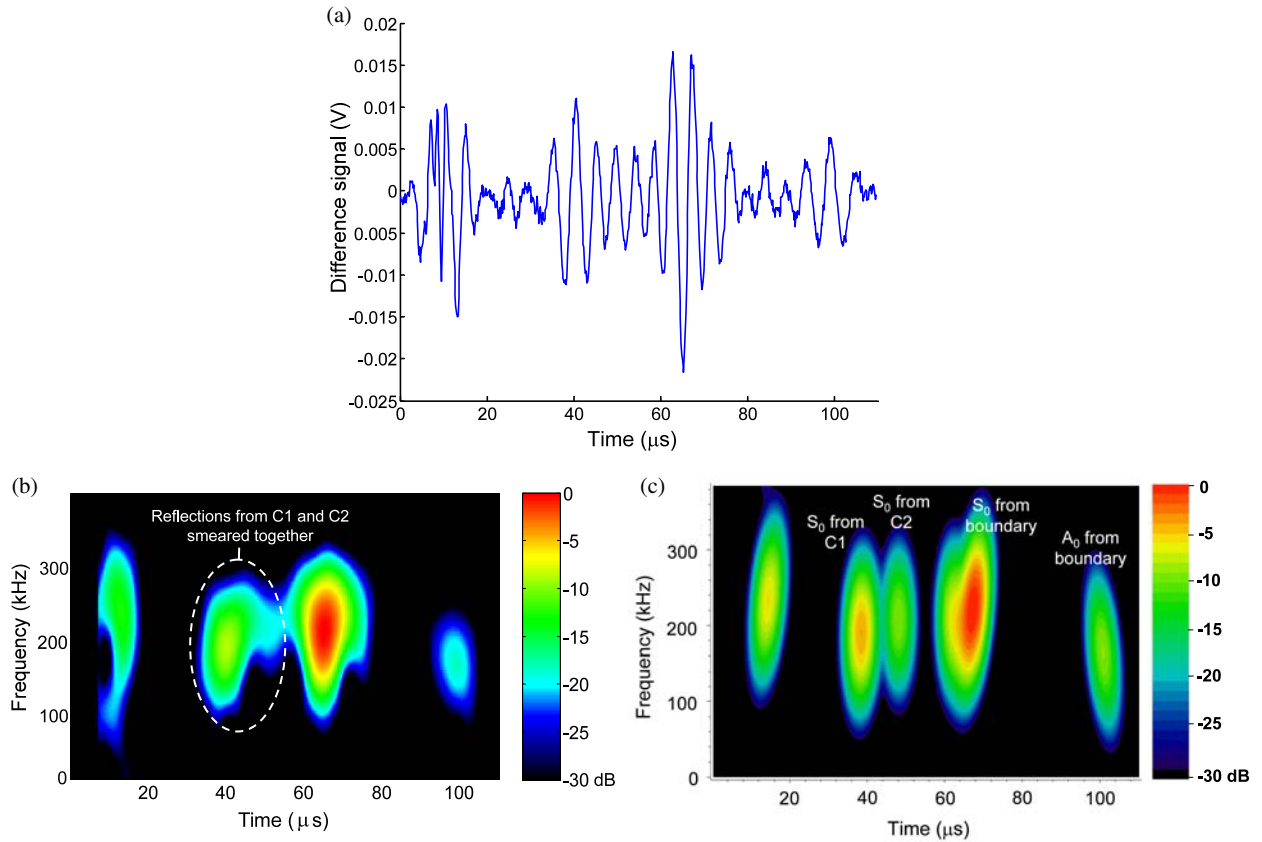 (a)
0.02
0.015
0.01
0.005
0
0.005
-0.01
-0.015
-0.02
-0.025
Difference signal (V)
0 20 40 60 80 100
Time (μs)
(b)
Reflections from C1 and C2
smeared together
300
200
100
0
Frequency (kHz)
20 40 60 80 100
Time (μs)
0
-5
-10
-15
-20
-25
-30 dB
(c)
S0 from
C1
S0 from
C2
S0 from
boundary
A0 from
boundary
300
200
100
0
Frequency (kHz)
20 40 60 80 100
Time (μs)
0
-5
-10
-15
-20
-25
-30 dB